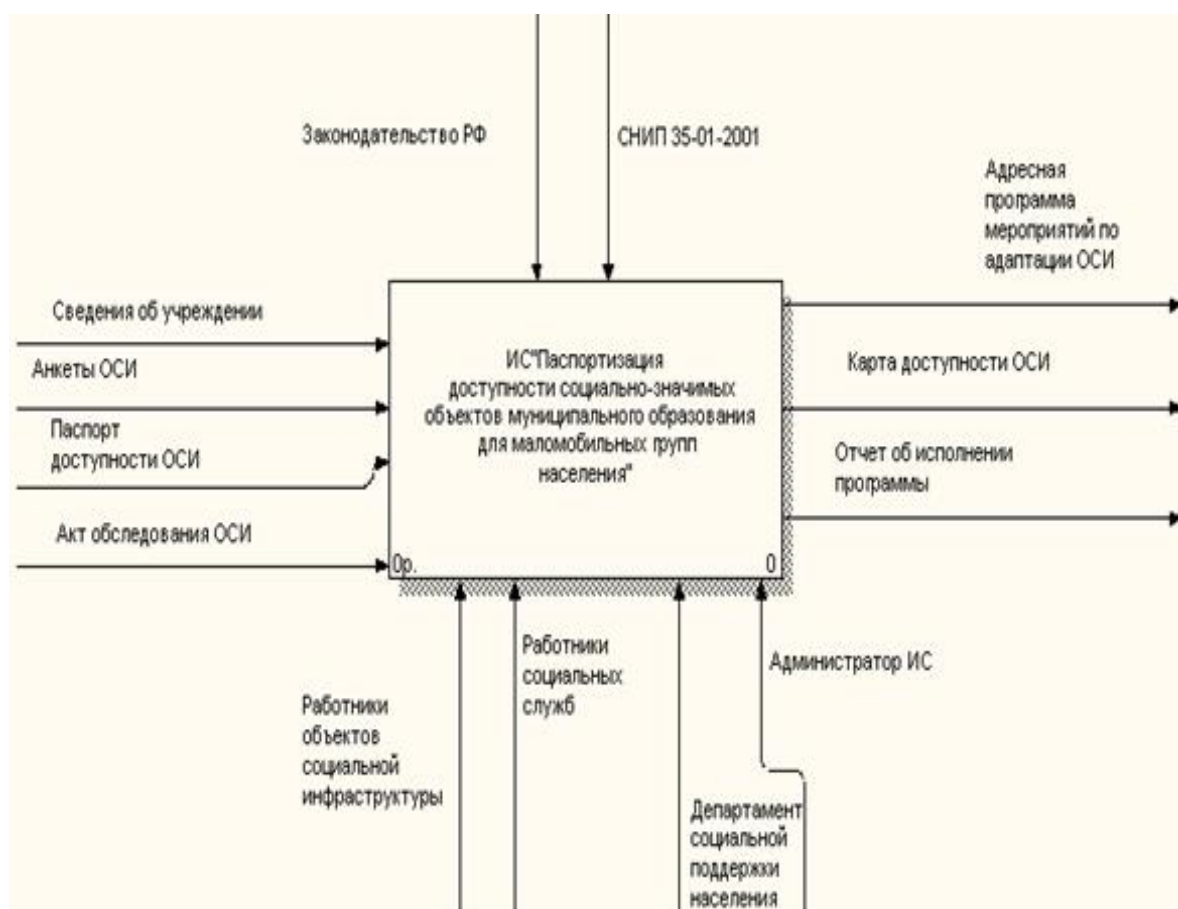 Законодательство РФ
СНИП 35-01-2001
Адресная
программа
мероприятий по
адаптации ОСИ
Сведения об учреждении
Анкеты ОСИ
Паспорт
доступности ОСИ
Акт обследования ОСИ
ИС"Паспортизация
доступности социально-значимых
объектов муниципального образования
для маломобильных групп
населения"
0р.
0
Карта доступности ОСИ
Отчет об исполнении
программы
Работники
объектов
социальной
инфраструктуры
Работники
социальных
служб
Администратор ИС
Департамент
социальной
поддержки
населения